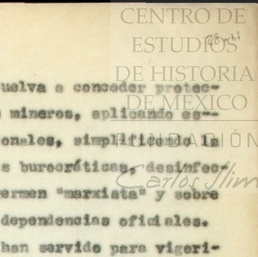 CENTRO DE
ESTUDIOS
DE HISTORIA
DE MEXICO
FUNDACIÓN
Carlos Slim
uelva a conceder protec-
mineros, aplicando es--
onales, simplificando la
s burocráticas, desinfec-
ermen "marxista" y sobre
dependencias oficiales.
han servido para vigori-